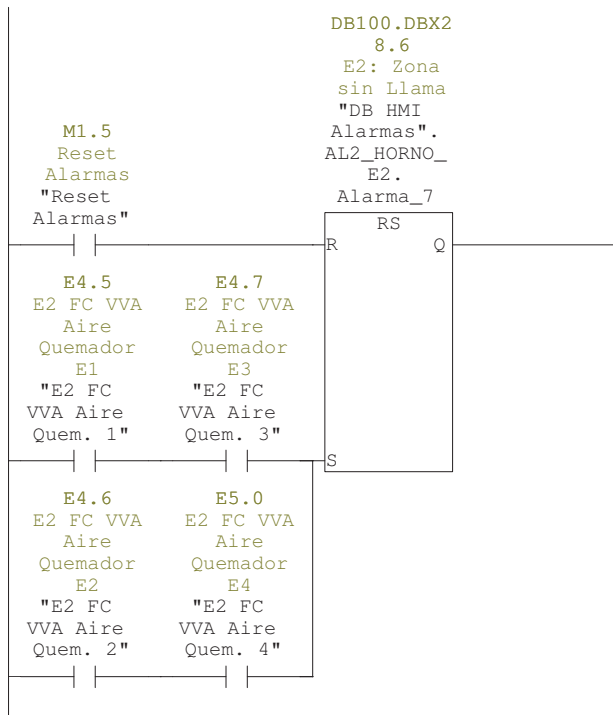 DB100.DBX2
8.6
E2: Zona
sin Llama
"DB HMI
Alarmas".
AL2_HORNO_
E2.
Alarma_7
M1.5
Reset
Alarmas
"Reset
Alarmas"
RS
R
Q
E4.5
E2 FC VVA
Aire
Quemador
E1
"E2 FC
VVA Aire
Quem. 1"
E4.7
E2 FC VVA
Aire
Quemador
E3
"E2 FC
VVA Aire
Quem. 3"
S
E4.6
E2 FC VVA
Aire
Quemador
E2
"E2 FC
VVA Aire
Quem. 2"
E5.0
E2 FC VVA
Aire
Quemador
E4
"E2 FC
VVA Aire
Quem. 4"